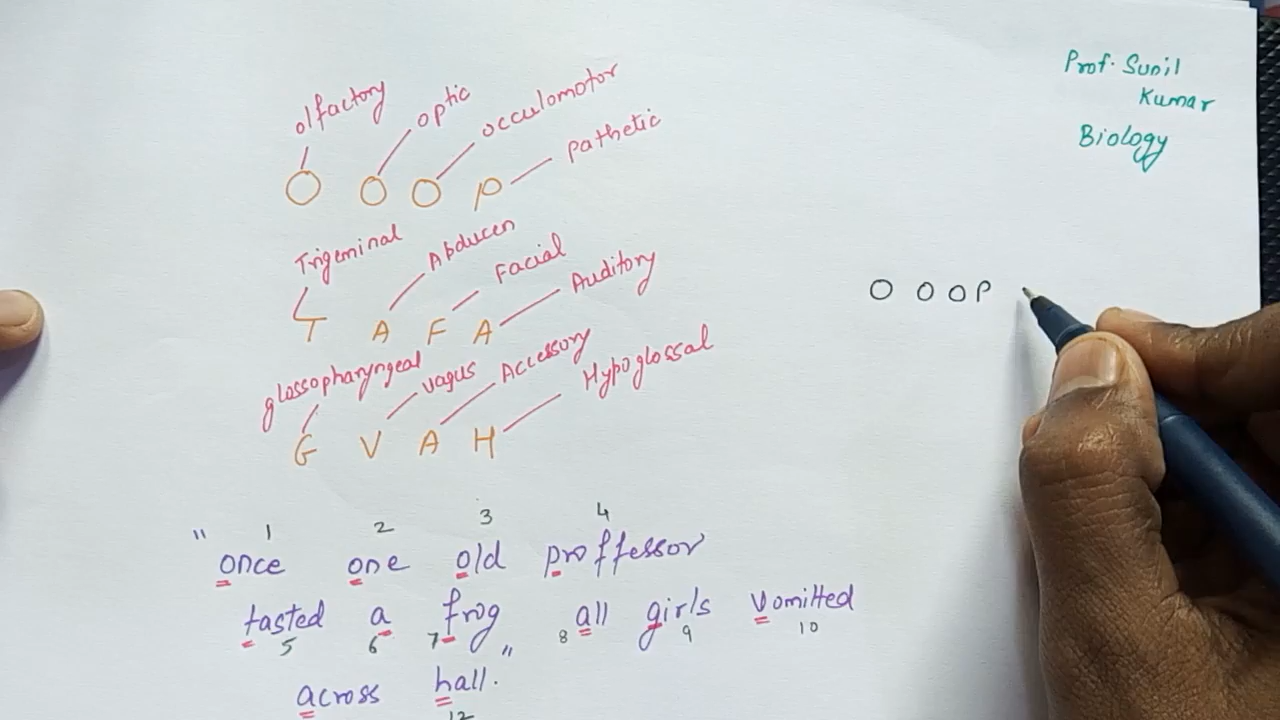 olfactory optic occulomotor pathetic
O O O P
Trigeminal Abducen Facial Auditory
T A F A
glossopharyngeal vagus Accessory Hypoglossal
G V A H
" 1 2 3 4
once one old proffessor
tasted a frog " all girls vomitted
5 6 7 8 9 10
across hall.
12
Prof. Sunil
Kumar
Biology
O O O P